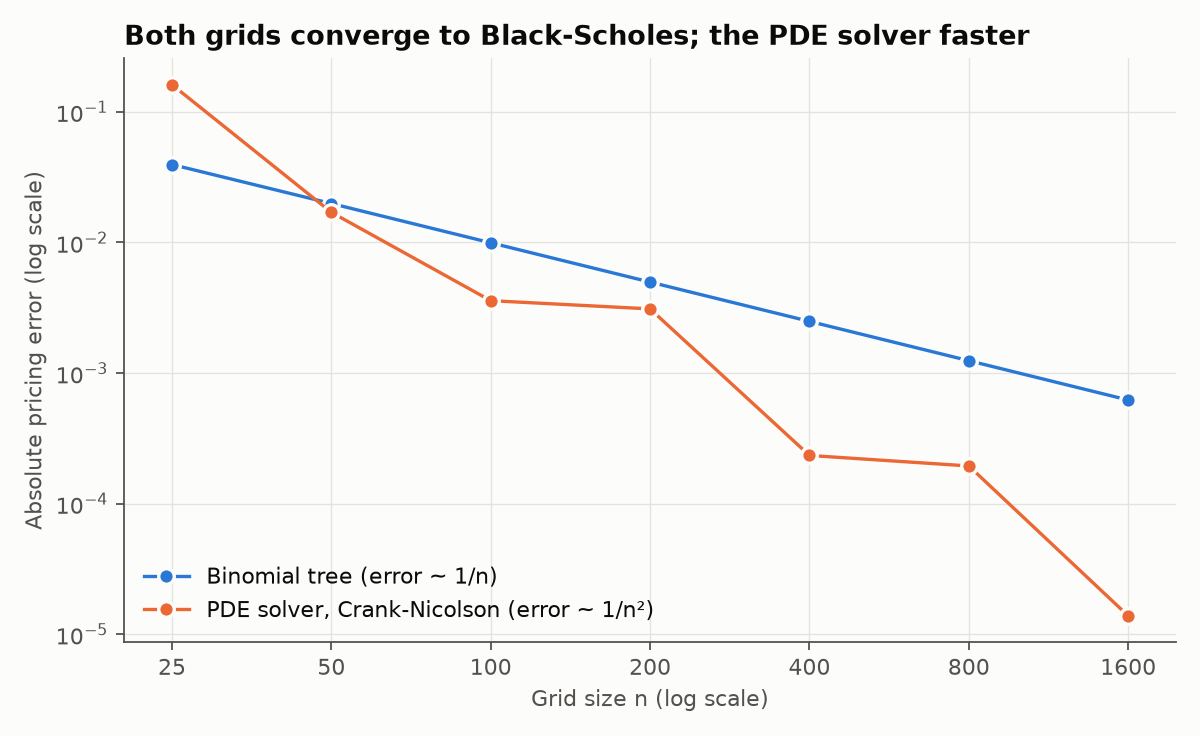 Both grids converge to Black-Scholes; the PDE solver faster
Absolute pricing error (log scale)
10⁻¹
10⁻²
10⁻³
10⁻⁴
10⁻⁵
Binomial tree (error ~ 1/n)
PDE solver, Crank-Nicolson (error ~ 1/n²)
25 50 100 200 400 800 1600
Grid size n (log scale)